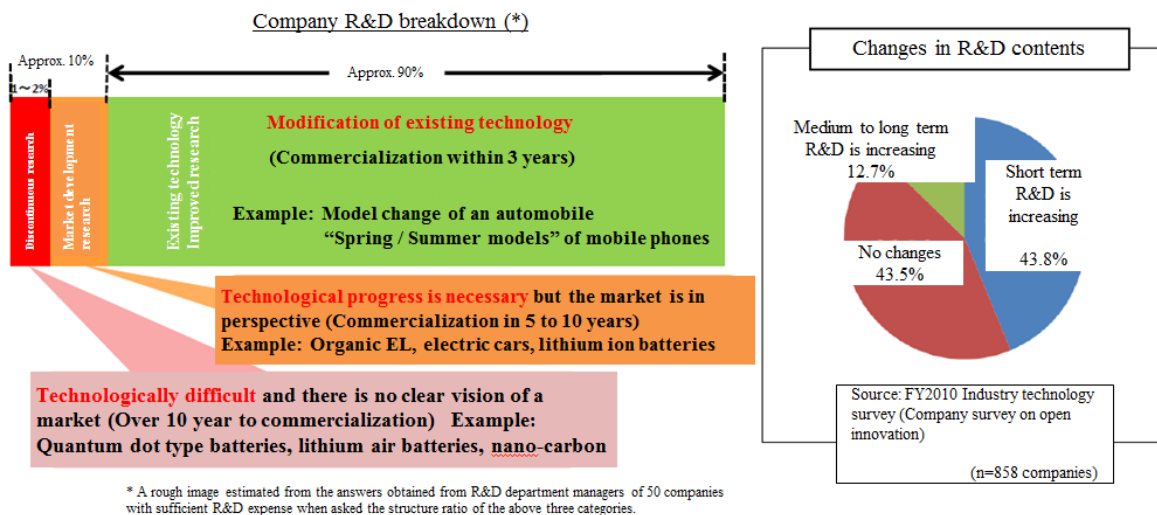 Company R&D breakdown (*)
Approx. 10%
Approx. 90%
1～2%
Discontinuous research
Market development
research
Existing technology
Improved research
Modification of existing technology
(Commercialization within 3 years)
Example: Model change of an automobile
“Spring / Summer models” of mobile phones
Technological progress is necessary but the market is in
perspective (Commercialization in 5 to 10 years)
Example: Organic EL, electric cars, lithium ion batteries
Technologically difficult and there is no clear vision of a
market (Over 10 year to commercialization) Example:
Quantum dot type batteries, lithium air batteries, nano-carbon
* A rough image estimated from the answers obtained from R&D department managers of 50 companies
with sufficient R&D expense when asked the structure ratio of the above three categories.
Changes in R&D contents
Medium to long term
R&D is increasing
12.7%
Short term
R&D is
increasing
43.8%
No changes
43.5%
Source: FY2010 Industry technology
survey (Company survey on open
innovation)
(n=858 companies)